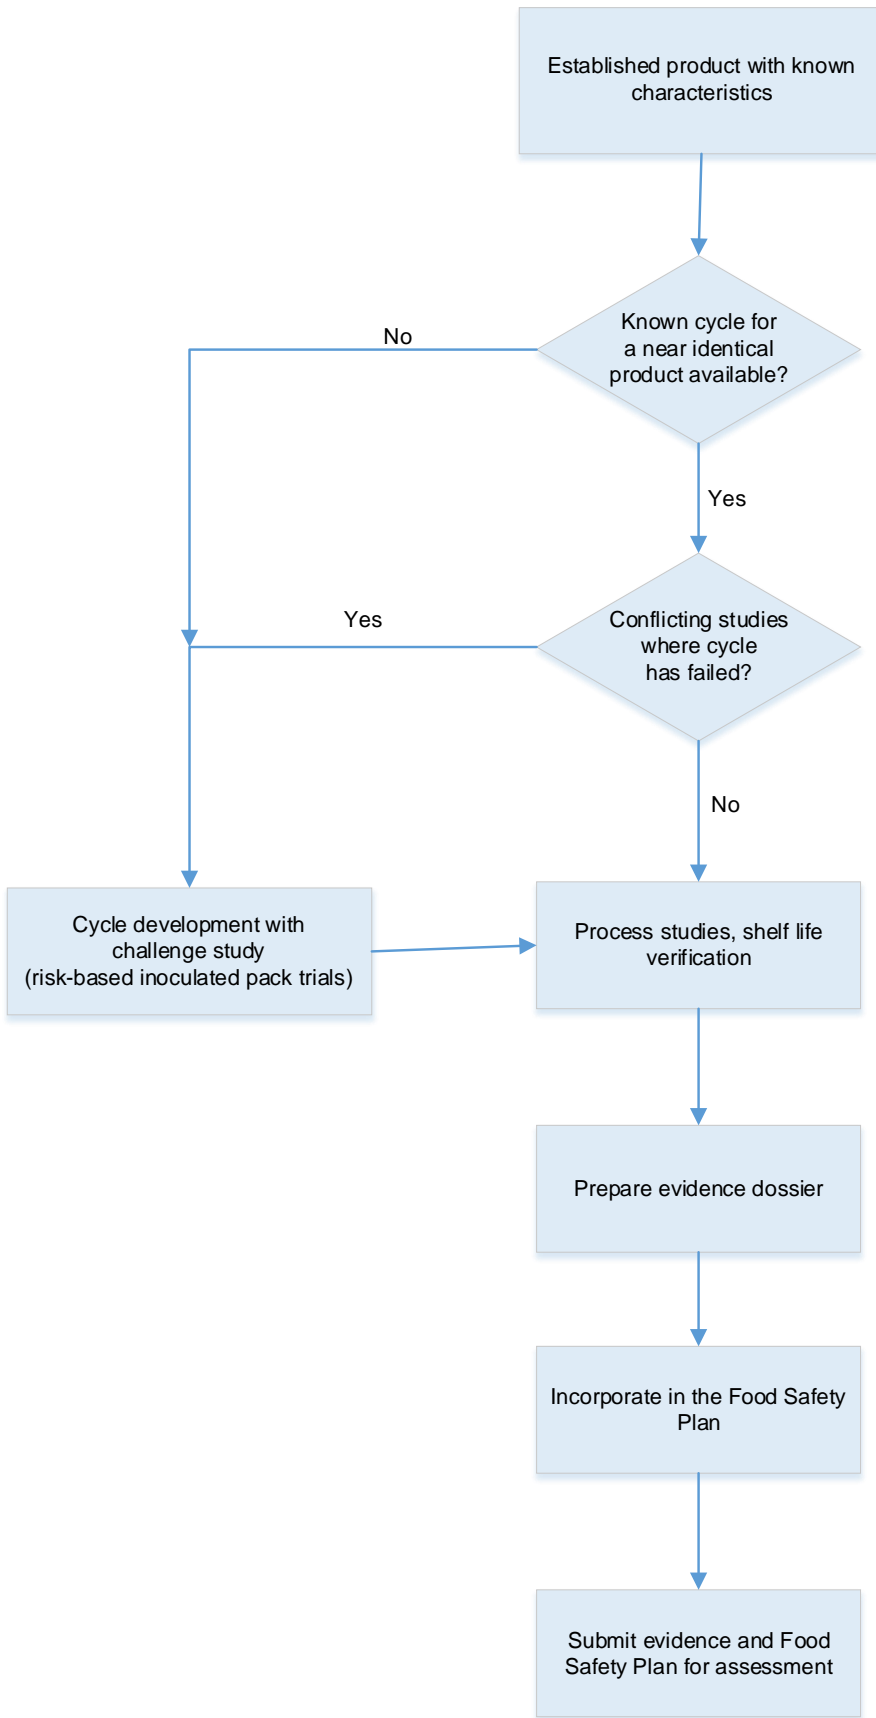 Established product with known
characteristics
Known cycle for
a near identical
product available?
No
Yes
Conflicting studies
where cycle
has failed?
Yes
No
Cycle development with
challenge study
(risk-based inoculated pack trials)
Process studies, shelf life
verification
Prepare evidence dossier
Incorporate in the Food Safety
Plan
Submit evidence and Food
Safety Plan for assessment